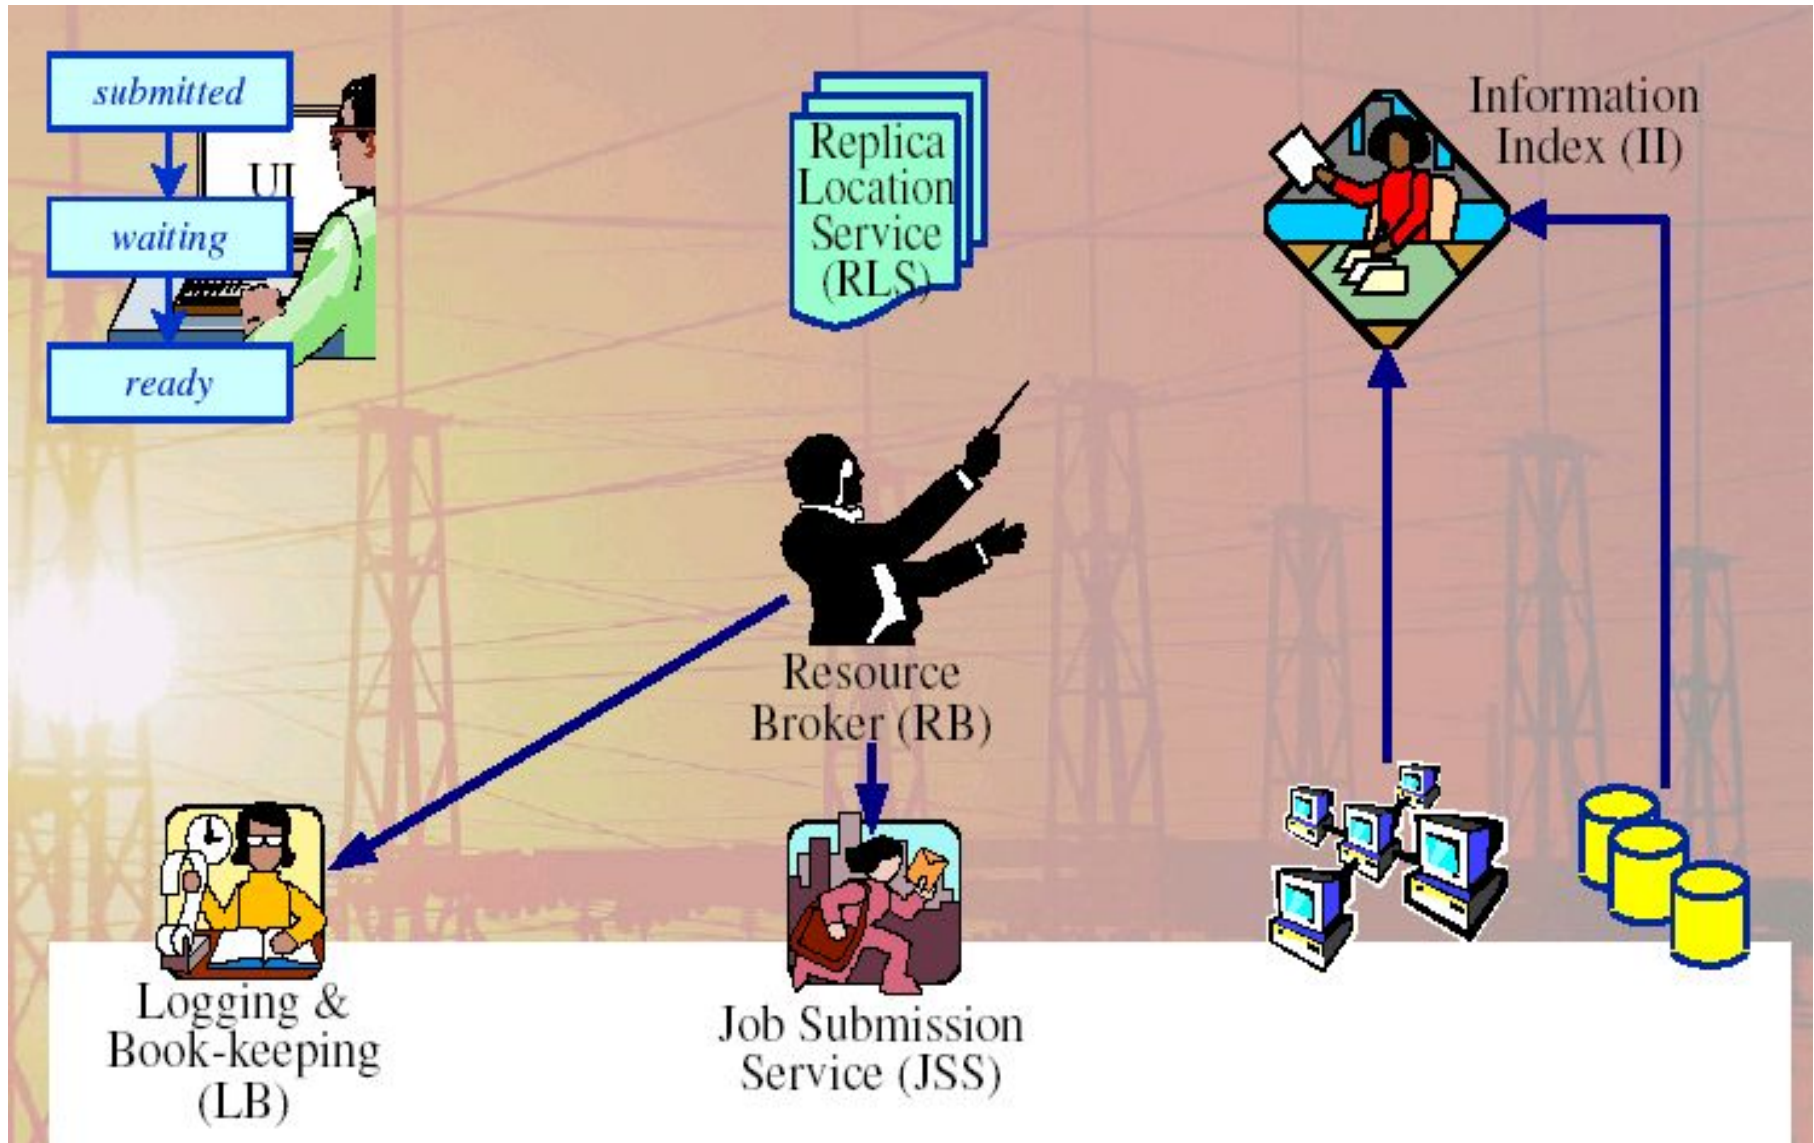 submitted
UI
waiting
ready
Replica
Location
Service
(RLS)
Information
Index (II)
Resource
Broker (RB)
Logging &
Book-keeping
(LB)
Job Submission
Service (JSS)